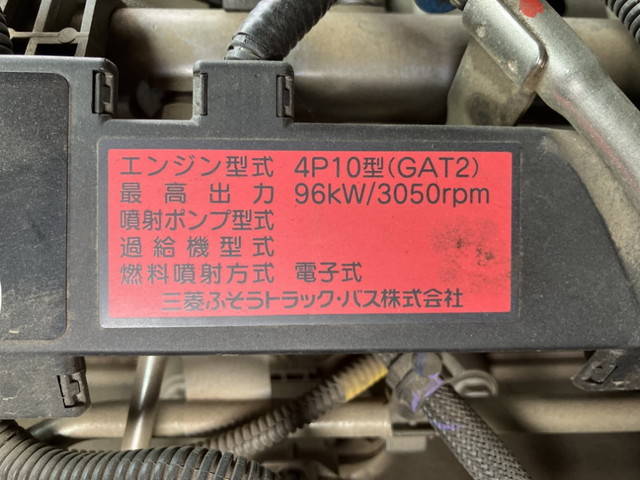 エンジン型式 4P10型(GAT2)
最高出力 96kW/3050rpm
噴射ポンプ型式
過給機型式
燃料噴射方式 電子式
三菱ふそうトラック・バス株式会社